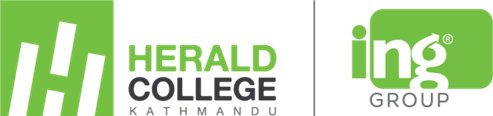 HERALD
COLLEGE
KATHMANDU
ing®
GROUP